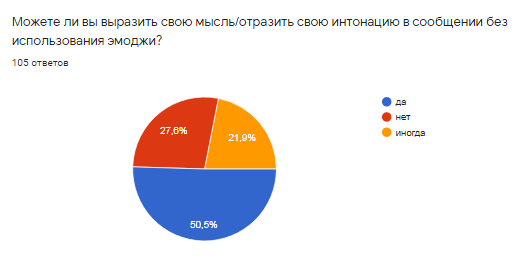 Можете ли вы выразить свою мысль/отразить свою интонацию в сообщении без
использования эмоджи?
105 ответов
да
нет
иногда
27,6%
21,9%
50,5%